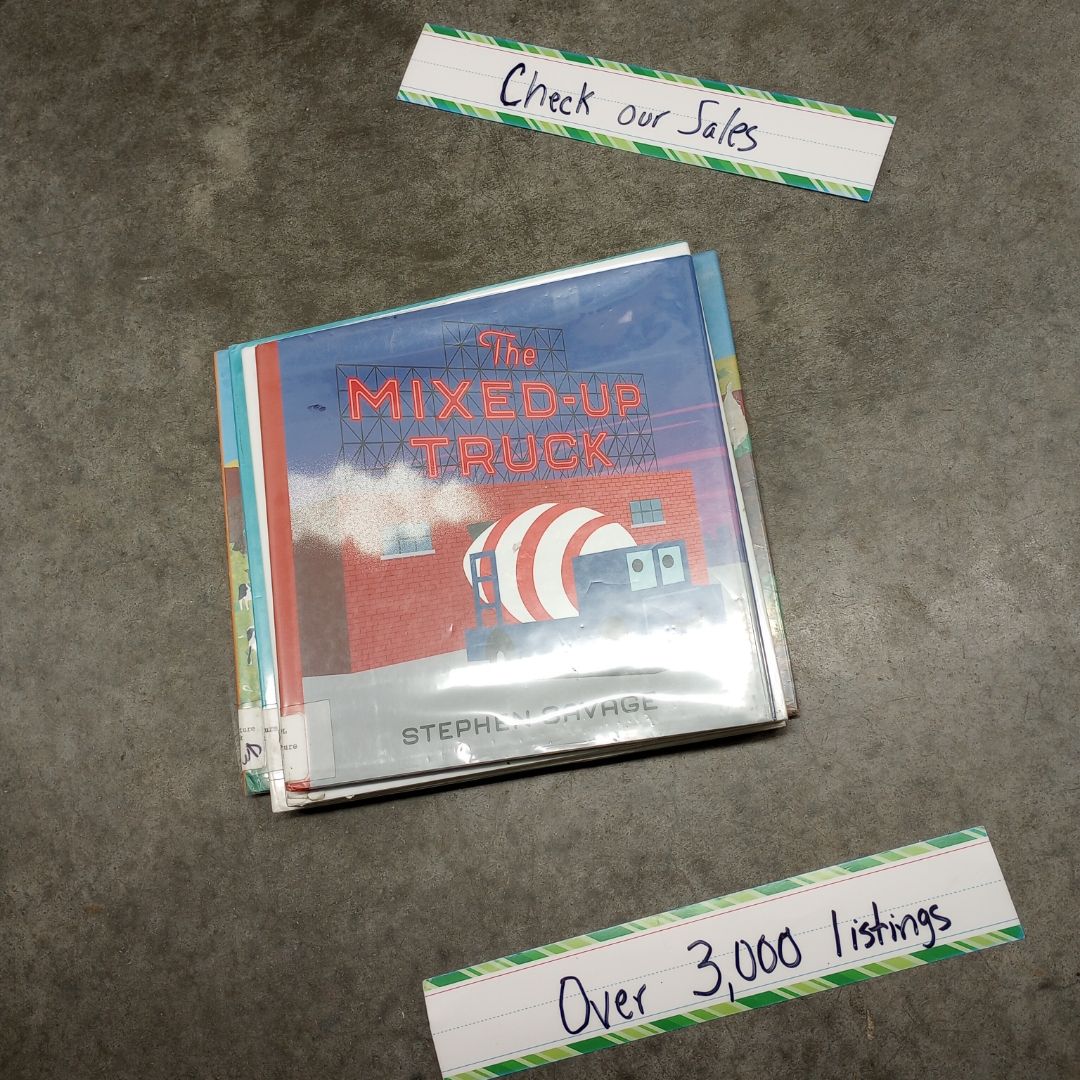 Check our Sales
The
MIXED-UP
TRUCK
STEPHEN SAVAGE
Over 3,000 listings